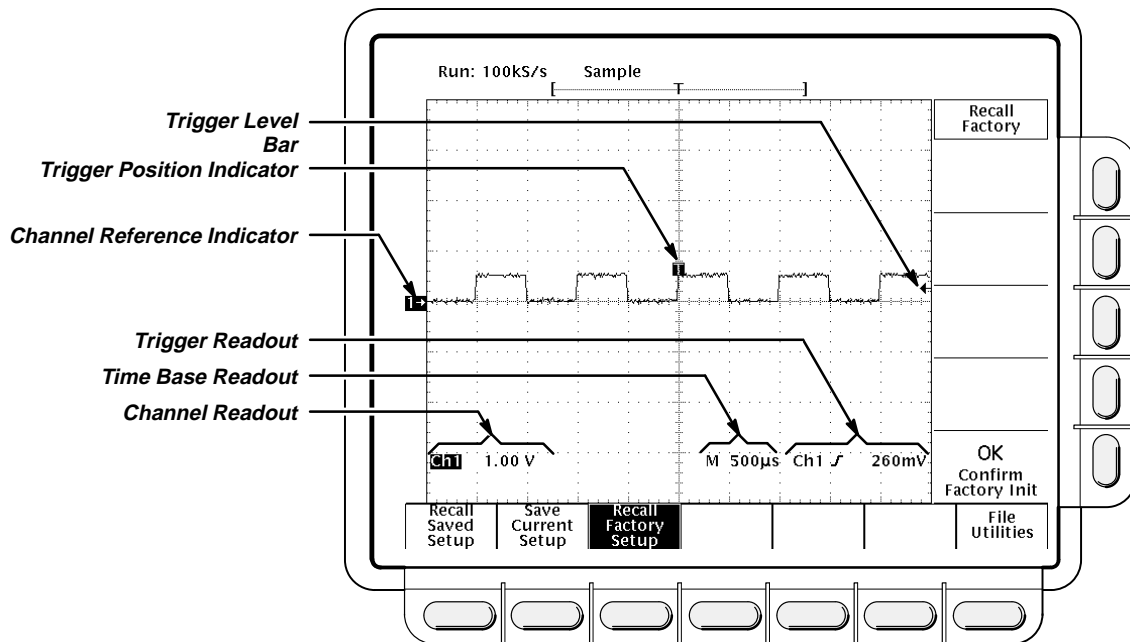 Run: 100kS/s Sample
[ T ]
Trigger Level
Bar
Trigger Position Indicator
Channel Reference Indicator
T
1→
Trigger Readout
Time Base Readout
Channel Readout
Ch1 1.00 V
M 500µs Ch1 260mV
Recall
Factory
OK
Confirm
Factory Init
Recall
Saved
Setup
Save
Current
Setup
Recall
Factory
Setup
File
Utilities